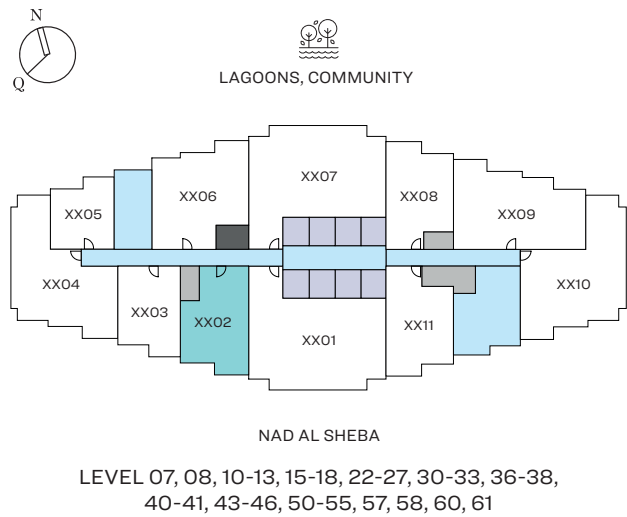 N
Q
LAGOONS, COMMUNITY
XX07
XX06
XX08
XX05
XX09
XX04
XX10
XX03
XX02
XX11
XX01
NAD AL SHEBA
LEVEL 07, 08, 10-13, 15-18, 22-27, 30-33, 36-38,
40-41, 43-46, 50-55, 57, 58, 60, 61